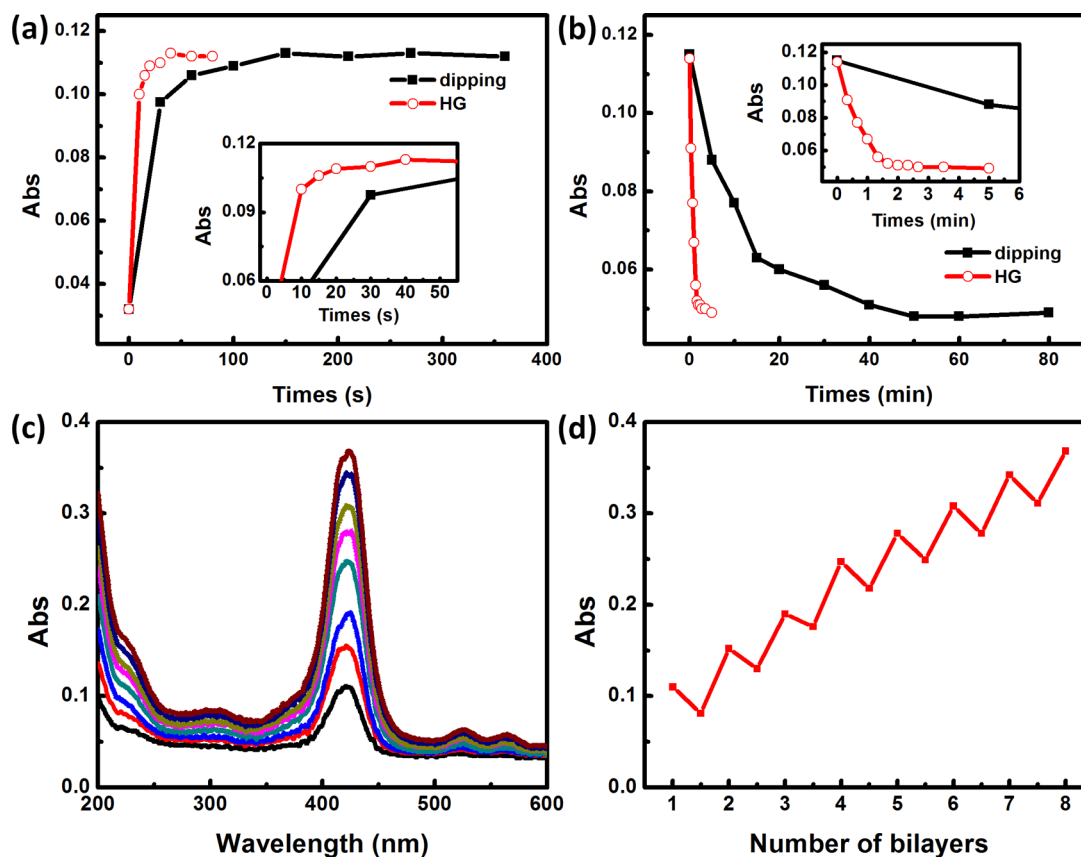 (a)
0.12
0.10
0.08
0.06
0.04
Abs
0 100 200 300 400
Times (s)
dipping
HG
0.12
0.09
0.06
Abs
0 10 20 30 40 50
Times (s)
(b)
0.12
0.10
0.08
0.06
Abs
0 20 40 60 80
Times (min)
0.12
0.10
0.08
0.06
Abs
0 1 2 3 4 5 6
Times (min)
dipping
HG
(c)
0.4
0.3
0.2
0.1
0.0
Abs
200 300 400 500 600
Wavelength (nm)
(d)
0.4
0.3
0.2
0.1
0.0
Abs
1 2 3 4 5 6 7 8
Number of bilayers